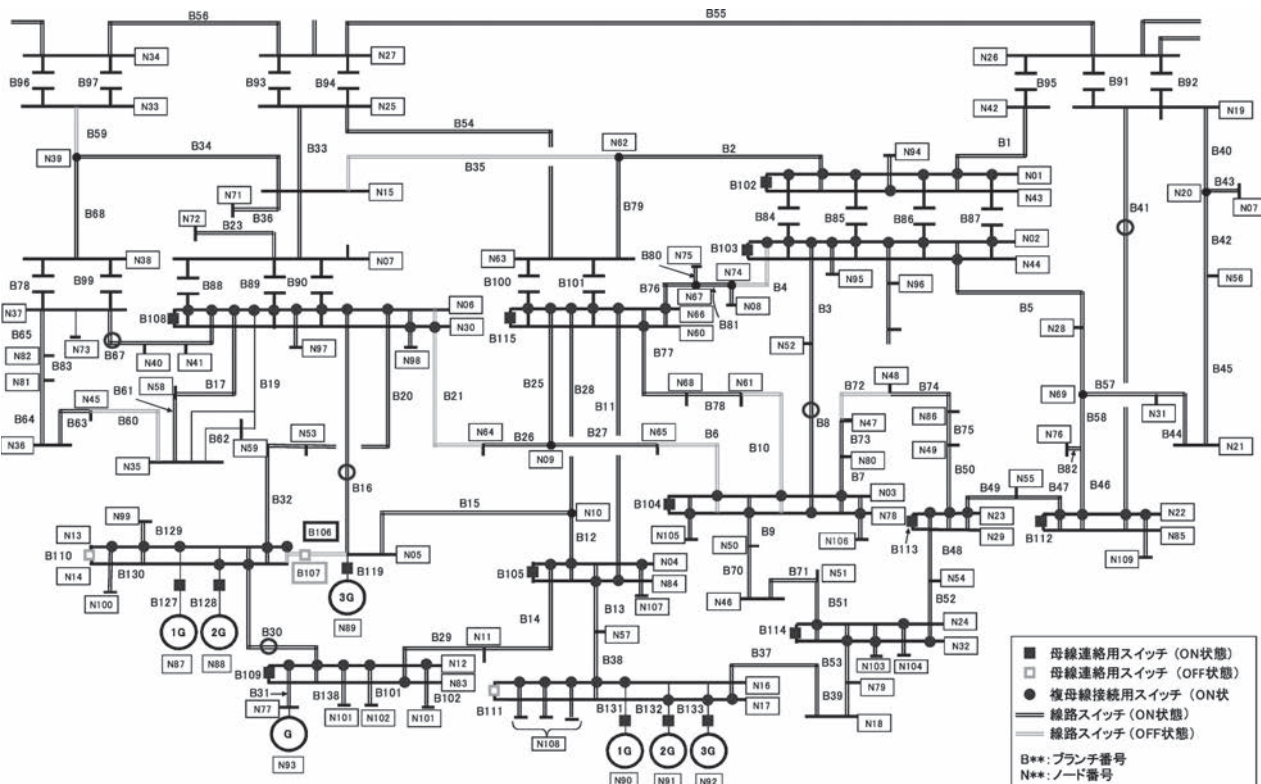 B56
B55
N34
N27
N26
B96
B97
B93
B94
B95
B91
B92
N33
N25
N42
N19
B59
B54
B34
B33
N62
B2
N94
B1
B40
N39
B35
N01
B102
N43
N20
B43
N07
N71
N15
B36
B68
N72
B23
B79
B84
B85
B86
B87
B41
B42
N38
N07
N63
B80
N75
N74
B103
N02
N44
B78
B99
B88
B89
B90
B100
B101
B76
N67
B4
N95
N96
N56
N37
N06
N66
B81
N08
B3
B5
B108
N30
B115
N60
N28
B65
N82
N73
B67
N97
N98
B77
N52
N81
B83
N40
N41
N58
B17
B19
B20
B21
B25
B28
B11
N68
N61
B72
N48
B74
N69
B57
B45
N45
B61
B78
B58
N31
B64
B63
B60
B62
N53
N64
B26
B27
N65
B6
B10
B8
N47
N86
B75
N76
B44
N36
N59
B73
N49
N21
N35
N09
N80
B82
B16
B7
B50
N55
B32
B15
N03
B49
B47
B46
N99
B106
B104
N22
N13
B129
N10
N78
N23
B110
N05
N105
B9
N106
B113
N29
B112
N85
N14
B130
B107
B12
N50
B48
N109
B119
N04
B70
B71
N51
N54
N100
B127
B128
3G
B105
N84
B52
1G
2G
N89
B13
N107
N46
B51
B14
N24
N87
N88
B30
B29
N11
N57
B114
N32
B37
B53
N103
N104
N12
B38
B109
N83
N16
B39
N79
B31
B138
B101
B102
B111
B131
B132
B133
N17
N77
N101
N102
N101
N18
G
N108
1G
2G
3G
N93
N90
N91
N92
母線連絡用スイッチ (ON状態)
母線連絡用スイッチ (OFF状態)
複母線接続用スイッチ (ON状
線路スイッチ (ON状態)
線路スイッチ (OFF状態)
B**: ブランチ番号
N**: ノード番号